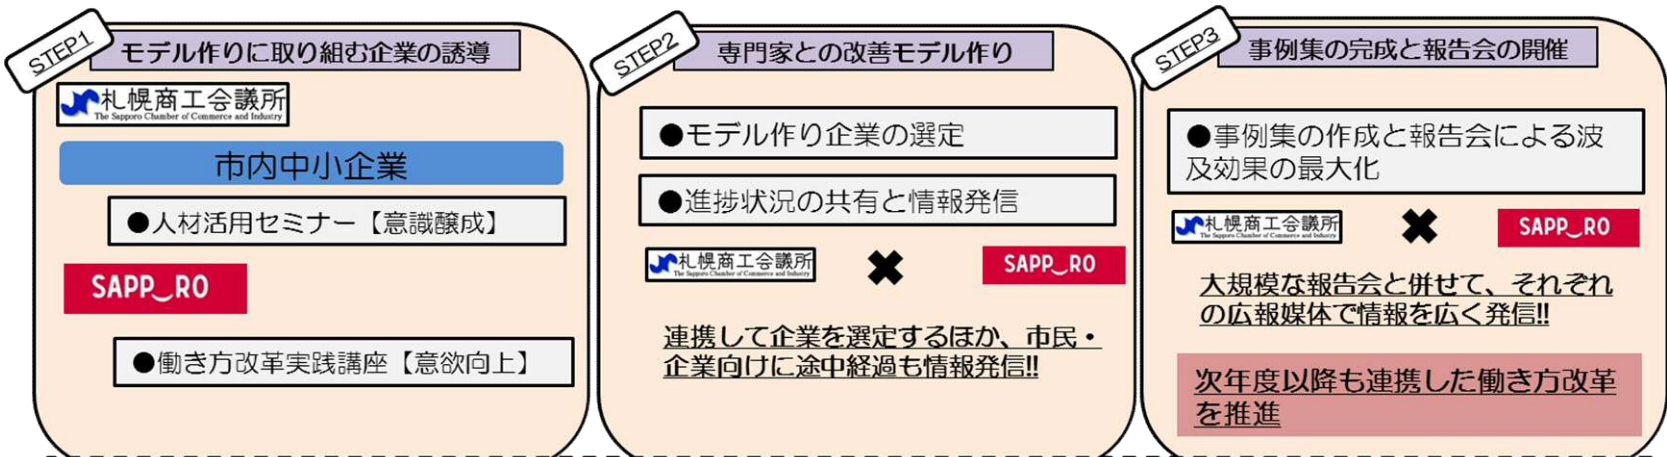 STEP1
モデル作りに取り組む企業の誘導
札幌商工会議所
The Sapporo Chamber of Commerce and Industry
市内中小企業
●人材活用セミナー【意識醸成】
SAPP_RO
●働き方改革実践講座【意欲向上】
STEP2
専門家との改善モデル作り
●モデル作り企業の選定
●進捗状況の共有と情報発信
札幌商工会議所
The Sapporo Chamber of Commerce and Industry
✖
SAPP_RO
連携して企業を選定するほか、市民・
企業向けに途中経過も情報発信!!
STEP3
事例集の完成と報告会の開催
●事例集の作成と報告会による波
及効果の最大化
札幌商工会議所
The Sapporo Chamber of Commerce and Industry
✖
SAPP_RO
大規模な報告会と併せて、それぞれ
の広報媒体で情報を広く発信!!
次年度以降も連携した働き方改革
を推進